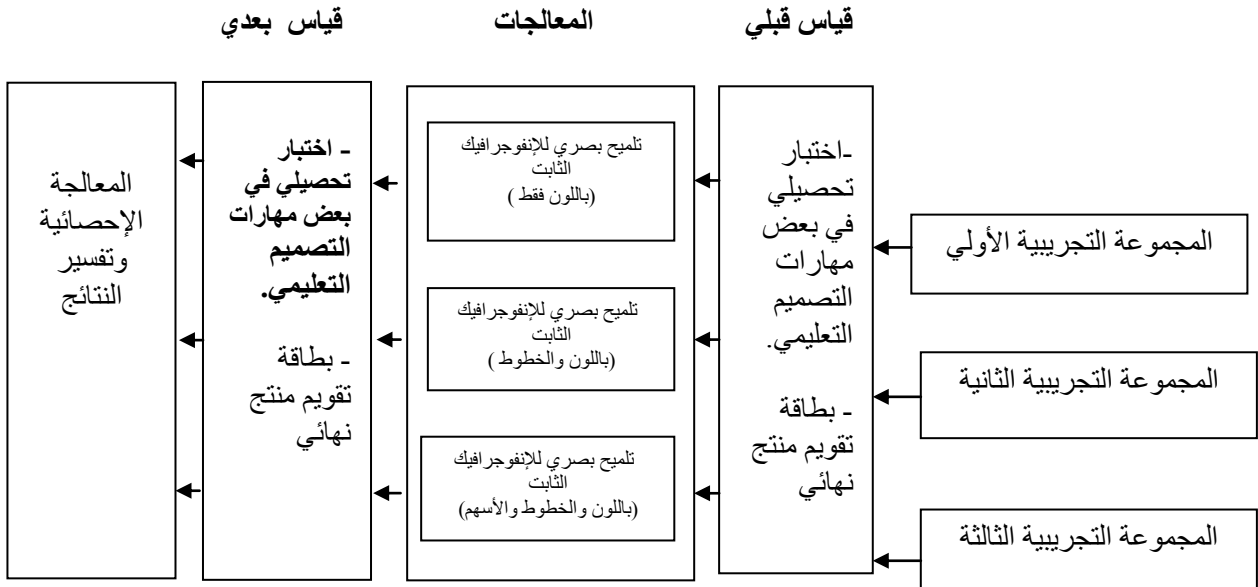 قياس قبلي
المعالجات
قياس بعدي
المجموعة التجريبية الأولي
المجموعة التجريبية الثانية
المجموعة التجريبية الثالثة
-اختبار
تحصيلي
في بعض
مهارات
التصميم
التعليمي.
- بطاقة
تقويم منتج
نهائي
تلميح بصري للإنفوجرافيك
الثابت
(باللون فقط )
تلميح بصري للإنفوجرافيك
الثابت
(باللون والخطوط )
تلميح بصري للإنفوجرافيك
الثابت
(باللون والخطوط والأسهم)
- اختبار
تحصيلي في
بعض مهارات
التصميم
التعليمي.
- بطاقة
تقويم منتج
نهائي
المعالجة
الإحصائية
وتفسير
النتائج